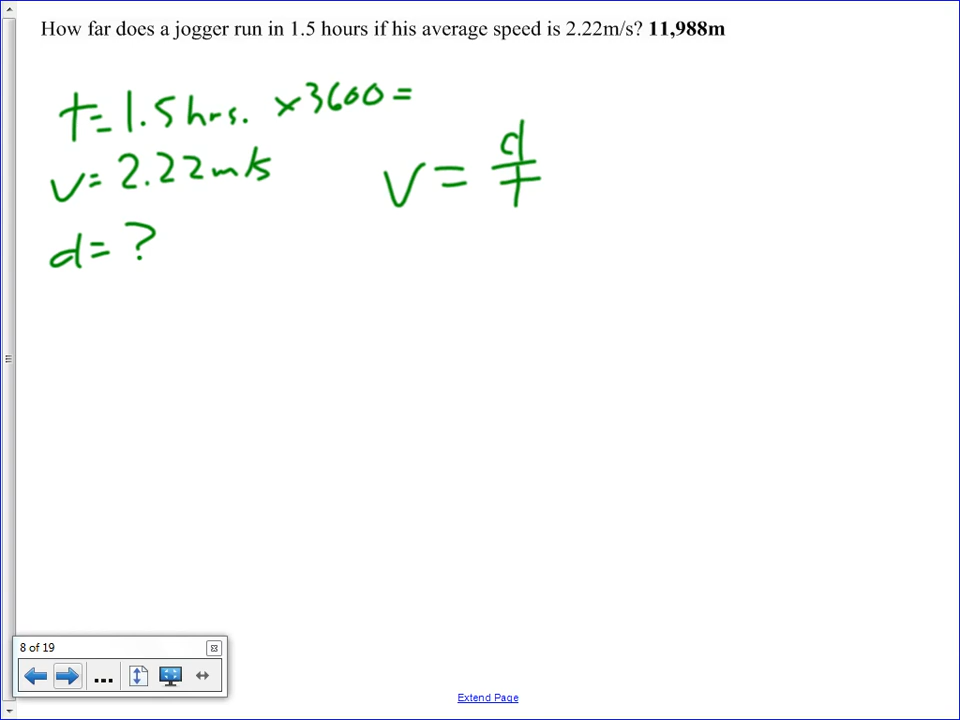 How far does a jogger run in 1.5 hours if his average speed is 2.22m/s? 11,988m
t = 1.5 hrs. x 3600 =
v = 2.22 m/s
v = d/t
d = ?
8 of 19
...
Extend Page